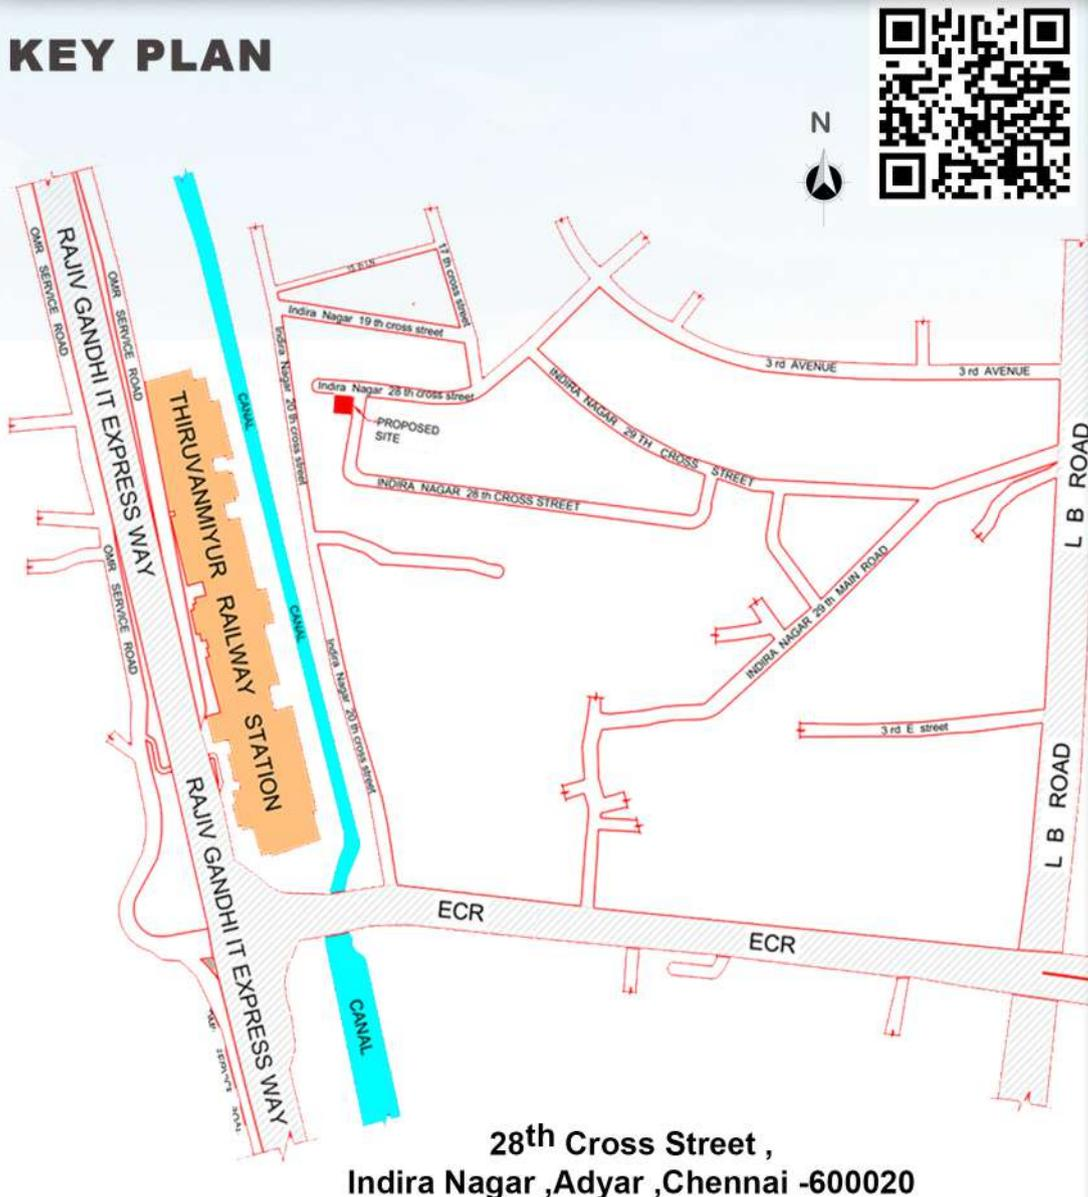 KEY PLAN
N
OMR SERVICE ROAD
RAJIV GANDHI IT EXPRESS WAY
OMR SERVICE ROAD
THIRUVANMIYUR RAILWAY STATION
CANAL
17 th cross street
Indira Nagar 19 th cross street
Indira Nagar 20 th cross street
Indira Nagar 28 th cross street
PROPOSED
SITE
INDIRA NAGAR 28 th CROSS STREET
INDIRA NAGAR 29 TH CROSS STREET
3 rd AVENUE
3 rd AVENUE
L B ROAD
OMR SERVICE ROAD
CANAL
Indira Nagar 20 th cross street
INDIRA NAGAR 29 th MAIN ROAD
3 rd E street
L B ROAD
RAJIV GANDHI IT EXPRESS WAY
ECR
ECR
CANAL
28th Cross Street ,
Indira Nagar ,Adyar ,Chennai -600020